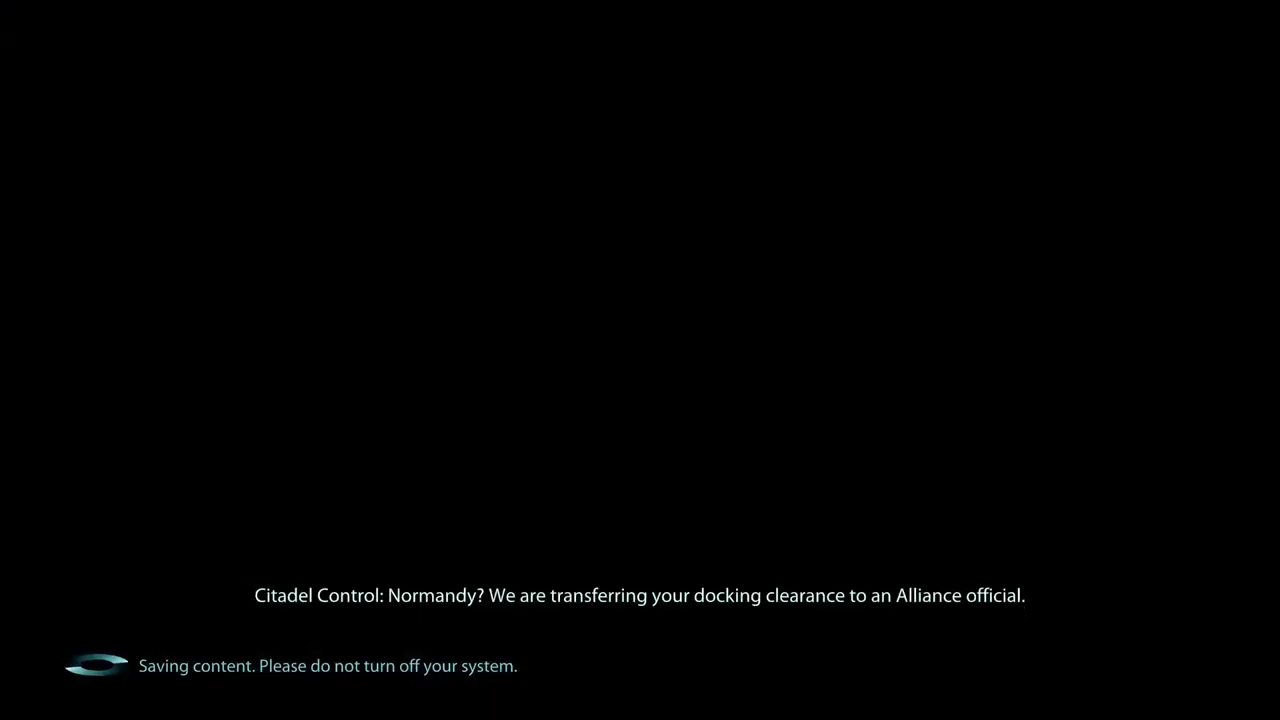 Citadel Control: Normandy? We are transferring your docking clearance to an Alliance official.
Saving content. Please do not turn off your system.